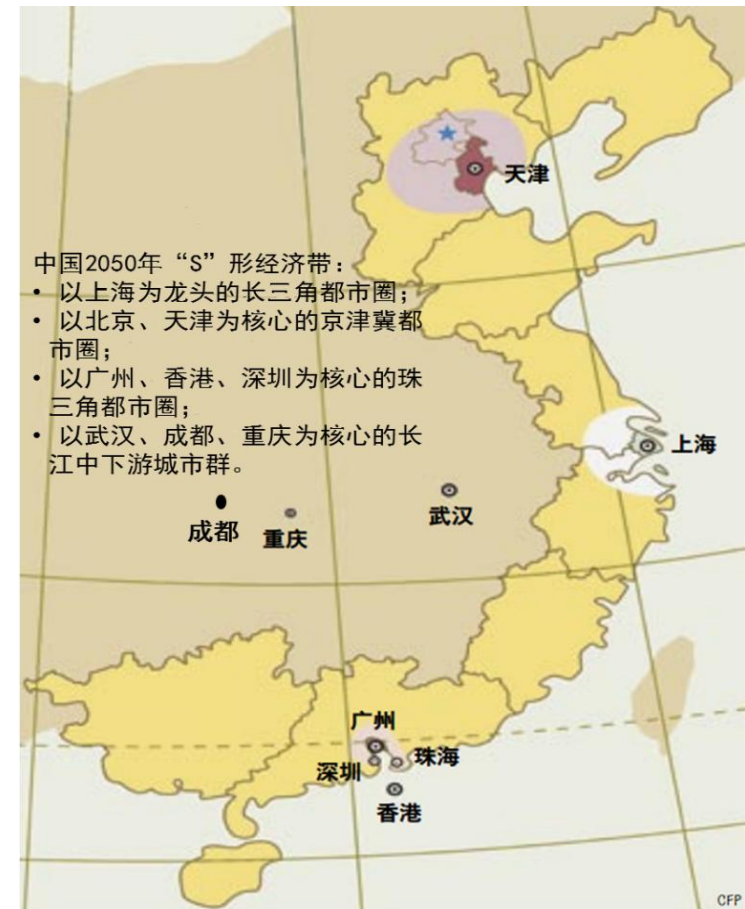 天津
中国2050年“S”形经济带：
• 以上海为龙头的长三角都市圈；
• 以北京、天津为核心的京津冀都
市圈；
• 以广州、香港、深圳为核心的珠
三角都市圈；
• 以武汉、成都、重庆为核心的长
江中下游城市群。
上海
武汉
成都
重庆
广州
深圳
珠海
香港
CFP